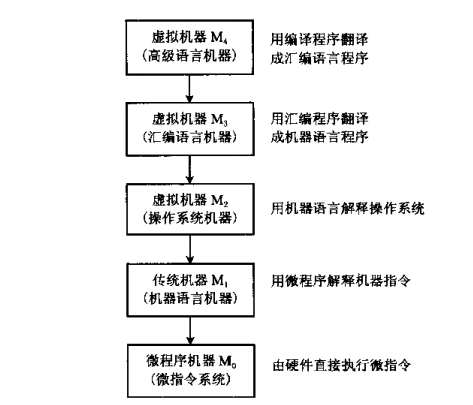 虚拟机器 M₄
(高级语言机器)
用编译程序翻译
成汇编语言程序
虚拟机器 M₃
(汇编语言机器)
用汇编程序翻译
成机器语言程序
虚拟机器 M₂
(操作系统机器)
用机器语言解释操作系统
传统机器 M₁
(机器语言机器)
用微程序解释机器指令
微程序机器 M₀
(微指令系统)
由硬件直接执行微指令